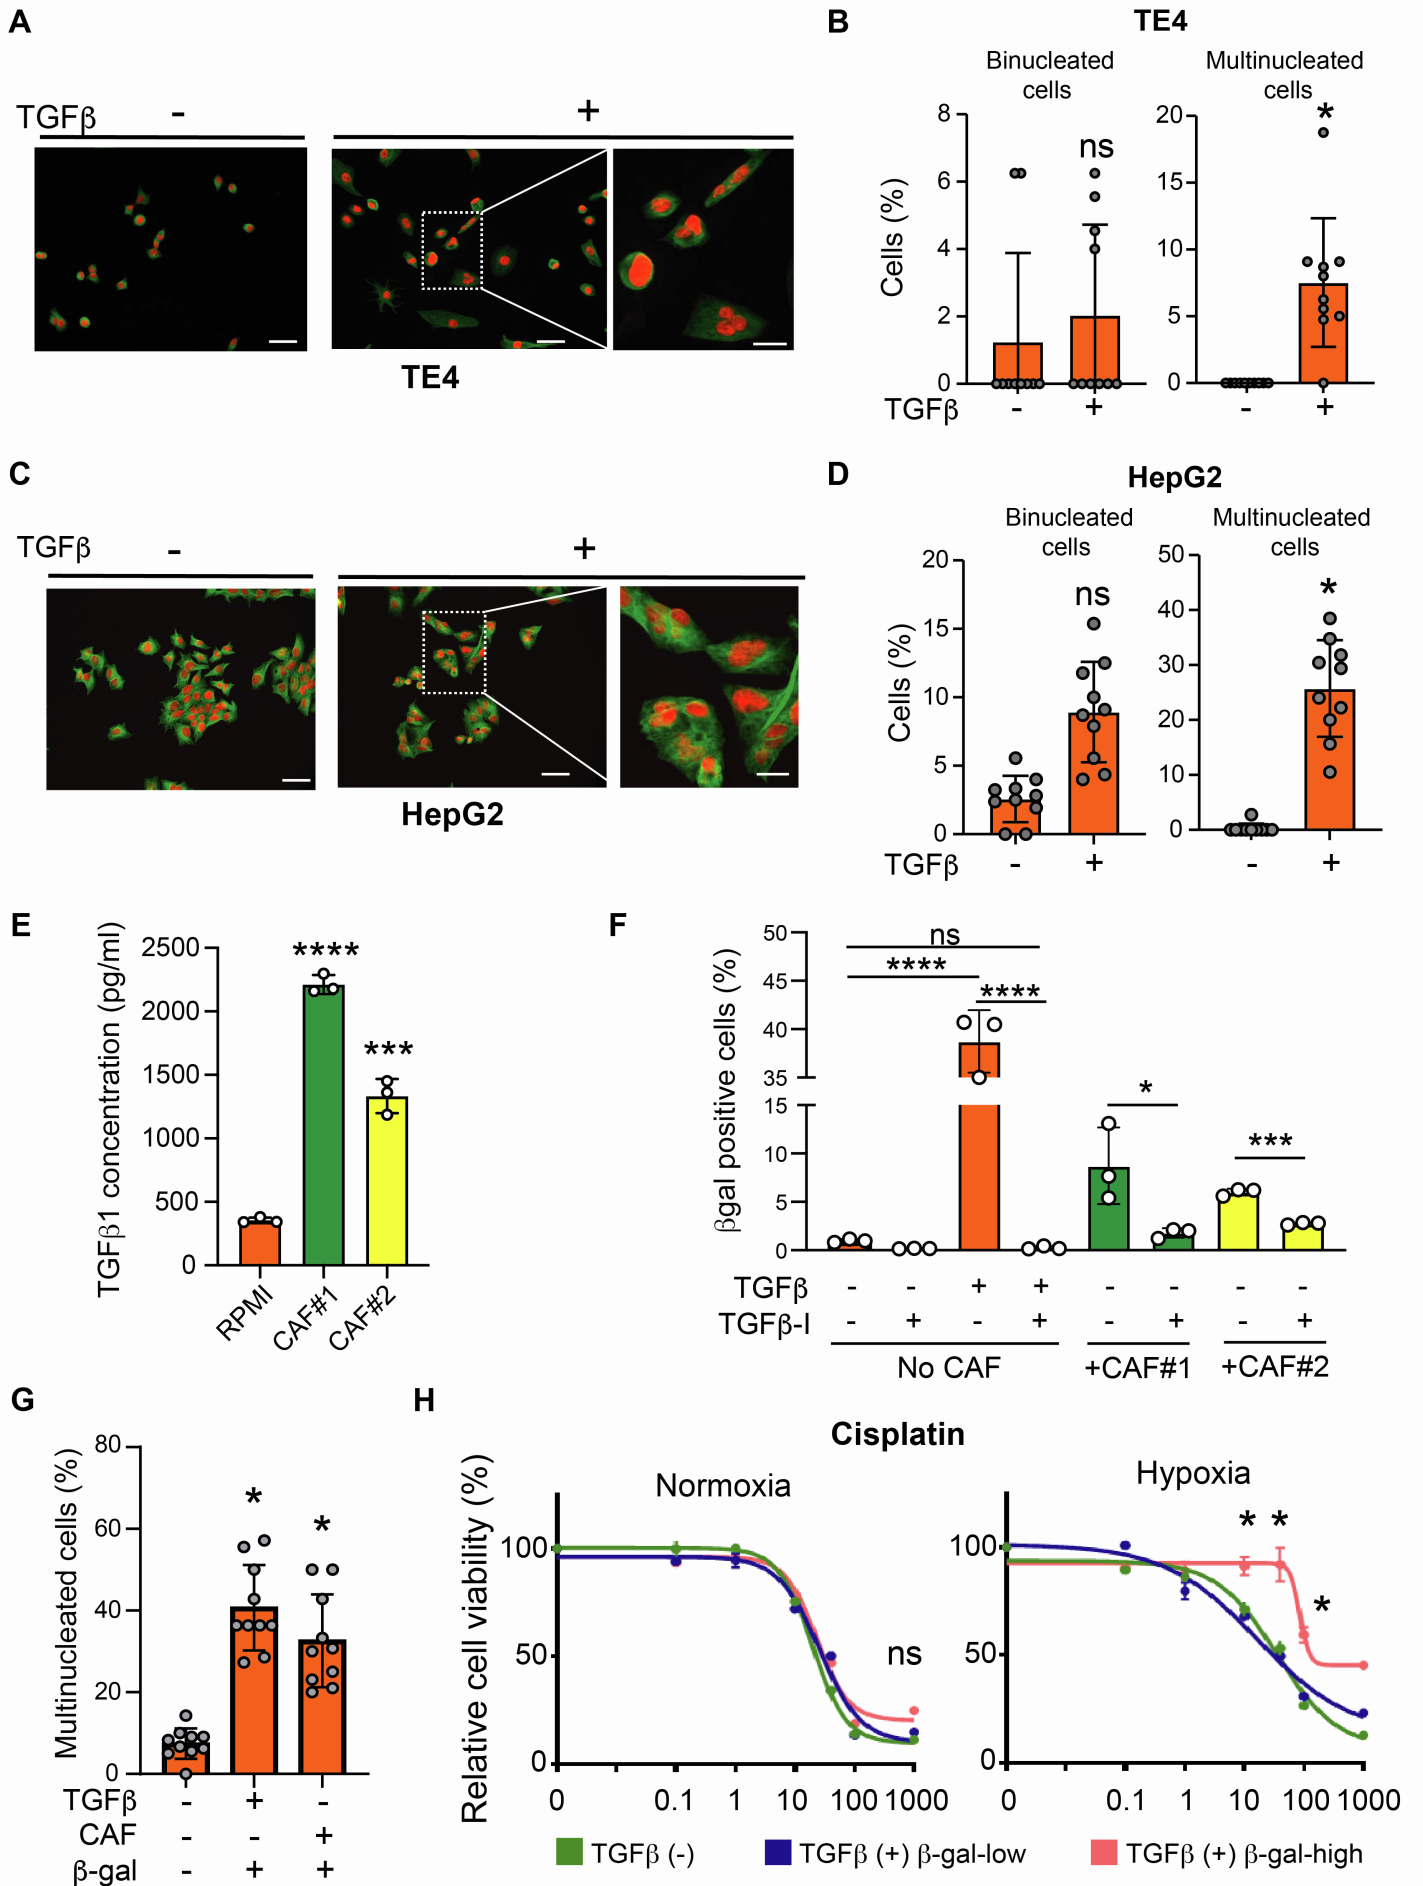 A
TGFβ - +
TE4
B
TE4
Binucleated cells
Multinucleated cells
Cells (%)
8
6
4
2
0
ns
20
15
10
5
0
*
TGFβ - + - +
C
TGFβ - +
HepG2
D
HepG2
Binucleated cells
Multinucleated cells
Cells (%)
20
15
10
5
0
ns
50
40
30
20
10
0
*
TGFβ - + - +
E
TGFβ1 concentration (pg/ml)
2500
2000
1500
1000
500
0
****
***
RPMI
CAF#1
CAF#2
F
βgal positive cells (%)
50
45
40
35
15
10
5
0
ns
****
****
*
***
TGFβ - - + + - - - -
TGFβ-I - + - + - + - +
No CAF +CAF#1 +CAF#2
G
Multinucleated cells (%)
80
60
40
20
0
*
*
TGFβ - + -
CAF - - +
β-gal - + +
H
Cisplatin
Relative cell viability (%)
Normoxia
100
50
0
ns
0 0.1 1 10 100 1000
Hypoxia
100
50
0
* *
*
0 0.1 1 10 100 1000
TGFβ (-)
TGFβ (+) β-gal-low
TGFβ (+) β-gal-high